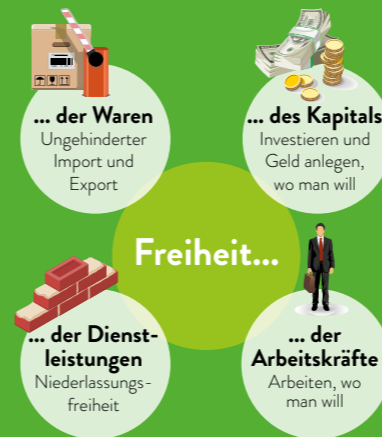 ... der Waren
Ungehinderter
Import und
Export
... des Kapitals
Investieren und
Geld anlegen,
wo man will
Freiheit...
... der Dienst-
leistungen
Niederlassungs-
freiheit
... der
Arbeitskräfte
Arbeiten, wo
man will